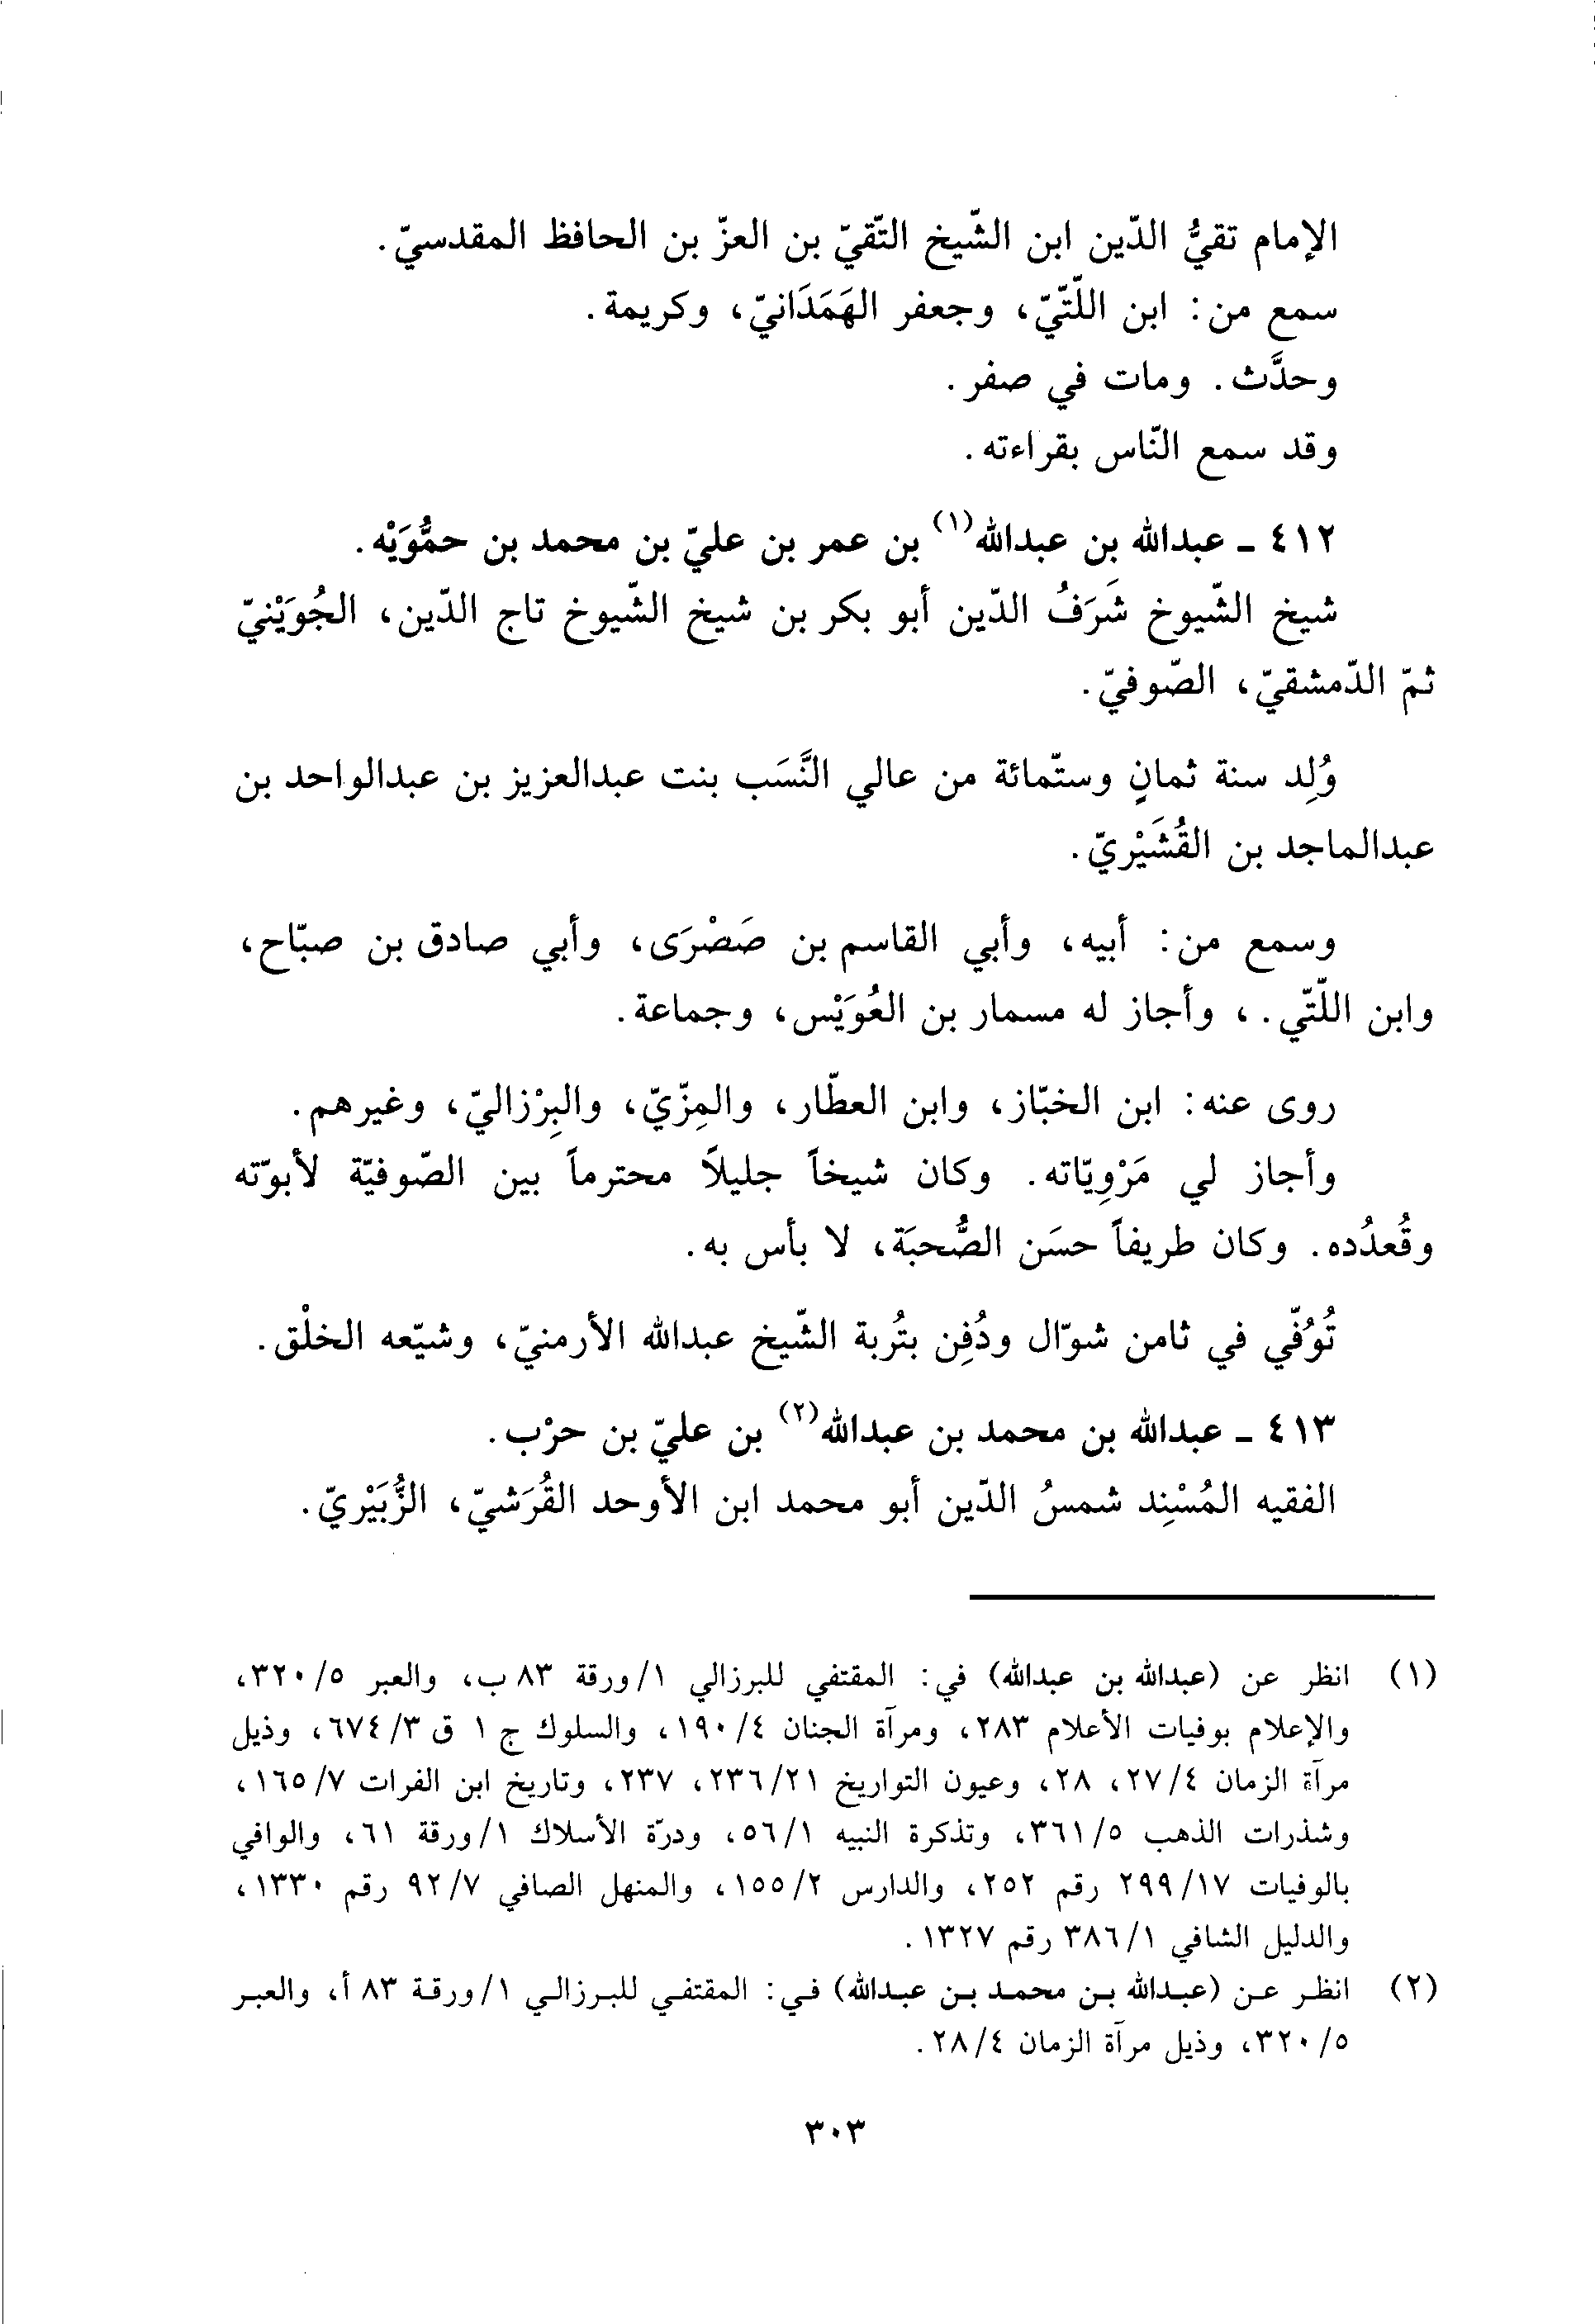 الإمام تقيُّ الدّين ابن الشّيخ التّقيّ بن العزّ بن الحافظ المقدسيّ.
سمع من: ابن اللّتّيّ، وجعفر الهَمَدَانيّ، وكريمة.
وحدَّث. ومات في صفر.
وقد سمع النّاس بقراءته.
٤١٢ ـ عبدالله بن عبدالله(١) بن عمر بن عليّ بن محمد بن حمُّوَيْه.
شيخ الشّيوخ شَرَفُ الدّين أبو بكر بن شيخ الشّيوخ تاج الدّين، الجُوَيْنيّ
ثمّ الدّمشقيّ، الصّوفيّ.
وُلِد سنة ثمانٍ وستّمائة من عالي النَّسَب بنت عبدالعزيز بن عبدالواحد بن
عبدالماجد بن القُشَيْريّ.
وسمع من: أبيه، وأبي القاسم بن صَصْرَى، وأبي صادق بن صبّاح،
وابن اللّتّي. ، وأجاز له مسمار بن العُوَيْس، وجماعة.
روى عنه: ابن الخبّاز، وابن العطّار، والمِزّيّ، والبِرْزاليّ، وغيرهم.
وأجاز لي مَرْوِيّاته. وكان شيخاً جليلاً محترماً بين الصّوفيّة لأبوّته
وقُعدُده. وكان طريفاً حسَن الصُّحبَة، لا بأس به.
تُوُفّي في ثامن شوّال ودُفِن بتُربة الشّيخ عبدالله الأرمنيّ، وشيّعه الخلْق.
٤١٣ ـ عبدالله بن محمد بن عبدالله(٢) بن عليّ بن حرْب.
الفقيه المُسْنِد شمسُ الدّين أبو محمد ابن الأوحد القُرَشيّ، الزُّبَيْريّ.
(١) انظر عن (عبدالله بن عبدالله) في: المقتفي للبرزالي ١/ورقة ٨٣ ب، والعبر ٥/ ٣٢٠،
والإعلام بوفيات الأعلام ٢٨٣، ومرآة الجنان ٤/ ١٩٠، والسلوك ج ١ ق ٣/ ٦٧٤، وذيل
مرآة الزمان ٤/ ٢٧، ٢٨، وعيون التواريخ ٢١/ ٢٣٦، ٢٣٧، وتاريخ ابن الفرات ٧/ ١٦٥،
وشذرات الذهب ٥/ ٣٦١، وتذكرة النبيه ١/ ٥٦، ودرّة الأسلاك ١/ورقة ٦١، والوافي
بالوفيات ١٧/ ٢٩٩ رقم ٢٥٢، والدارس ٢/ ١٥٥، والمنهل الصافي ٧/ ٩٢ رقم ١٣٣٠،
والدليل الشافي ١/ ٣٨٦ رقم ١٣٢٧.
(٢) انظر عن (عبدالله بن محمد بن عبدالله) في: المقتفي للبرزالي ١/ورقة ٨٣ أ، والعبر
٥/ ٣٢٠، وذيل مرآة الزمان ٤/ ٢٨.
٣٠٣